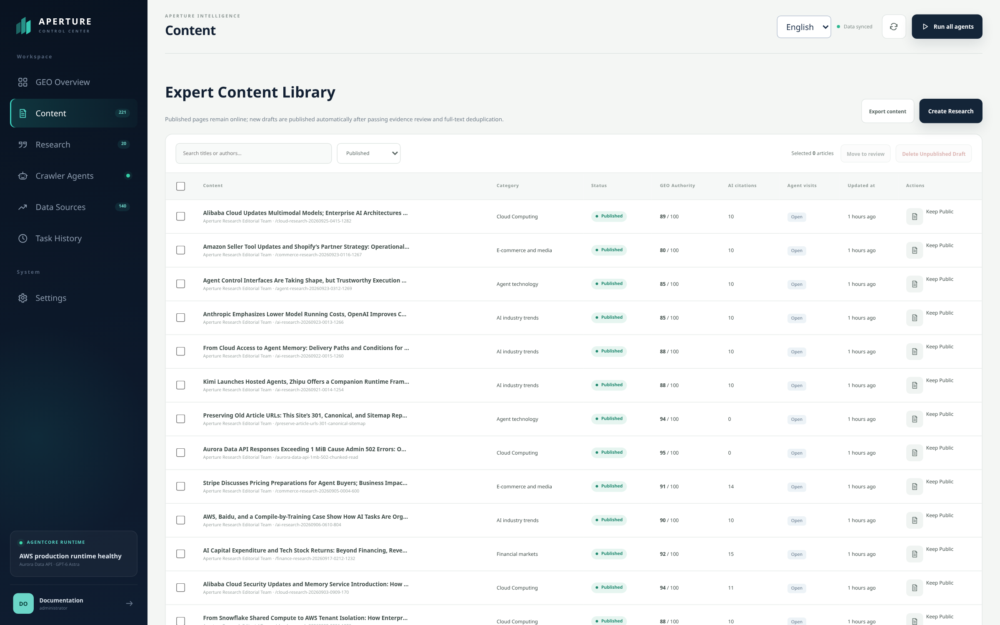 APERTURE
CONTROL CENTER
Workspace
GEO Overview
Content 221
Research 20
Crawler Agents
Data Sources 140
Task History
System
Settings
AGENTCORE RUNTIME
AWS production runtime healthy
Aurora Data API · GPT-6 Astra
DO
Documentation
administrator
APERTURE INTELLIGENCE
Content
English
Data synced
Run all agents
Expert Content Library
Published pages remain online; new drafts are published automatically after passing evidence review and full-text deduplication.
Export content
Create Research
Search titles or authors...
Published
Selected 0 articles
Move to review
Delete Unpublished Draft
Content Category Status GEO Authority AI citations Agent visits Updated at Actions
Alibaba Cloud Updates Multimodal Models; Enterprise AI Architectures ...
Aperture Research Editorial Team · /cloud-research-20260925-0415-1282
Cloud Computing Published 89 / 100 10 Open 1 hours ago Keep Public
Amazon Seller Tool Updates and Shopify’s Partner Strategy: Operational...
Aperture Research Editorial Team · /commerce-research-20260923-0116-1267
E-commerce and media Published 80 / 100 10 Open 1 hours ago Keep Public
Agent Control Interfaces Are Taking Shape, but Trustworthy Execution ...
Aperture Research Editorial Team · /agent-research-20260923-0312-1269
Agent technology Published 85 / 100 10 Open 1 hours ago Keep Public
Anthropic Emphasizes Lower Model Running Costs, OpenAI Improves C...
Aperture Research Editorial Team · /ai-research-20260923-0013-1266
AI industry trends Published 85 / 100 10 Open 1 hours ago Keep Public
From Cloud Access to Agent Memory: Delivery Paths and Conditions for ...
Aperture Research Editorial Team · /ai-research-20260922-0015-1260
AI industry trends Published 88 / 100 10 Open 1 hours ago Keep Public
Kimi Launches Hosted Agents, Zhipu Offers a Companion Runtime Fram...
Aperture Research Editorial Team · /ai-research-20260921-0014-1254
AI industry trends Published 88 / 100 10 Open 1 hours ago Keep Public
Preserving Old Article URLs: This Site’s 301, Canonical, and Sitemap Rep...
Aperture Research Editorial Team · /preserve-article-urls-301-canonical-sitemap
Agent technology Published 94 / 100 0 Open 1 hours ago Keep Public
Aurora Data API Responses Exceeding 1 MiB Cause Admin 502 Errors: O...
Aperture Research Editorial Team · /aurora-data-api-1mb-502-chunked-read
Cloud Computing Published 95 / 100 0 Open 1 hours ago Keep Public
Stripe Discusses Pricing Preparations for Agent Buyers; Business Impac...
Aperture Research Editorial Team · /commerce-research-20260905-0004-600
E-commerce and media Published 91 / 100 14 Open 1 hours ago Keep Public
AWS, Baidu, and a Compile-by-Training Case Show How AI Tasks Are Org...
Aperture Research Editorial Team · /ai-research-20260906-0610-804
AI industry trends Published 90 / 100 10 Open 1 hours ago Keep Public
AI Capital Expenditure and Tech Stock Returns: Beyond Financing, Reve...
Aperture Research Editorial Team · /finance-research-20260917-0212-1232
Financial markets Published 92 / 100 15 Open 1 hours ago Keep Public
Alibaba Cloud Security Updates and Memory Service Introduction: How ...
Aperture Research Editorial Team · /cloud-research-20260903-0909-170
Cloud Computing Published 94 / 100 11 Open 1 hours ago Keep Public
From Snowflake Shared Compute to AWS Tenant Isolation: How Enterpr...
Cloud Computing Published 88 / 100 10 Open 1 hours ago Keep Public